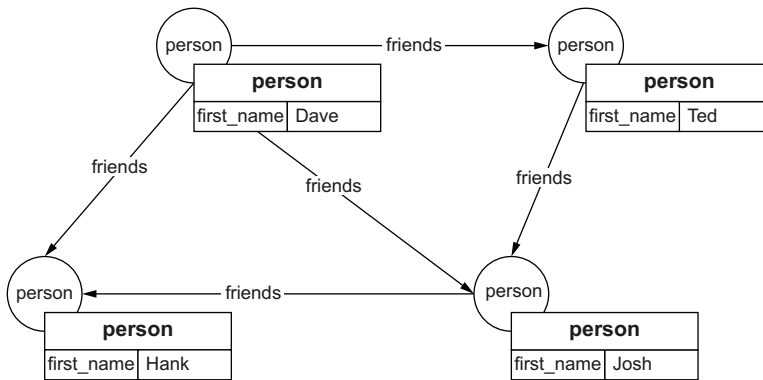 person friends person
person person
first_name Dave first_name Ted
friends friends friends
person friends person
person person
first_name Hank first_name Josh